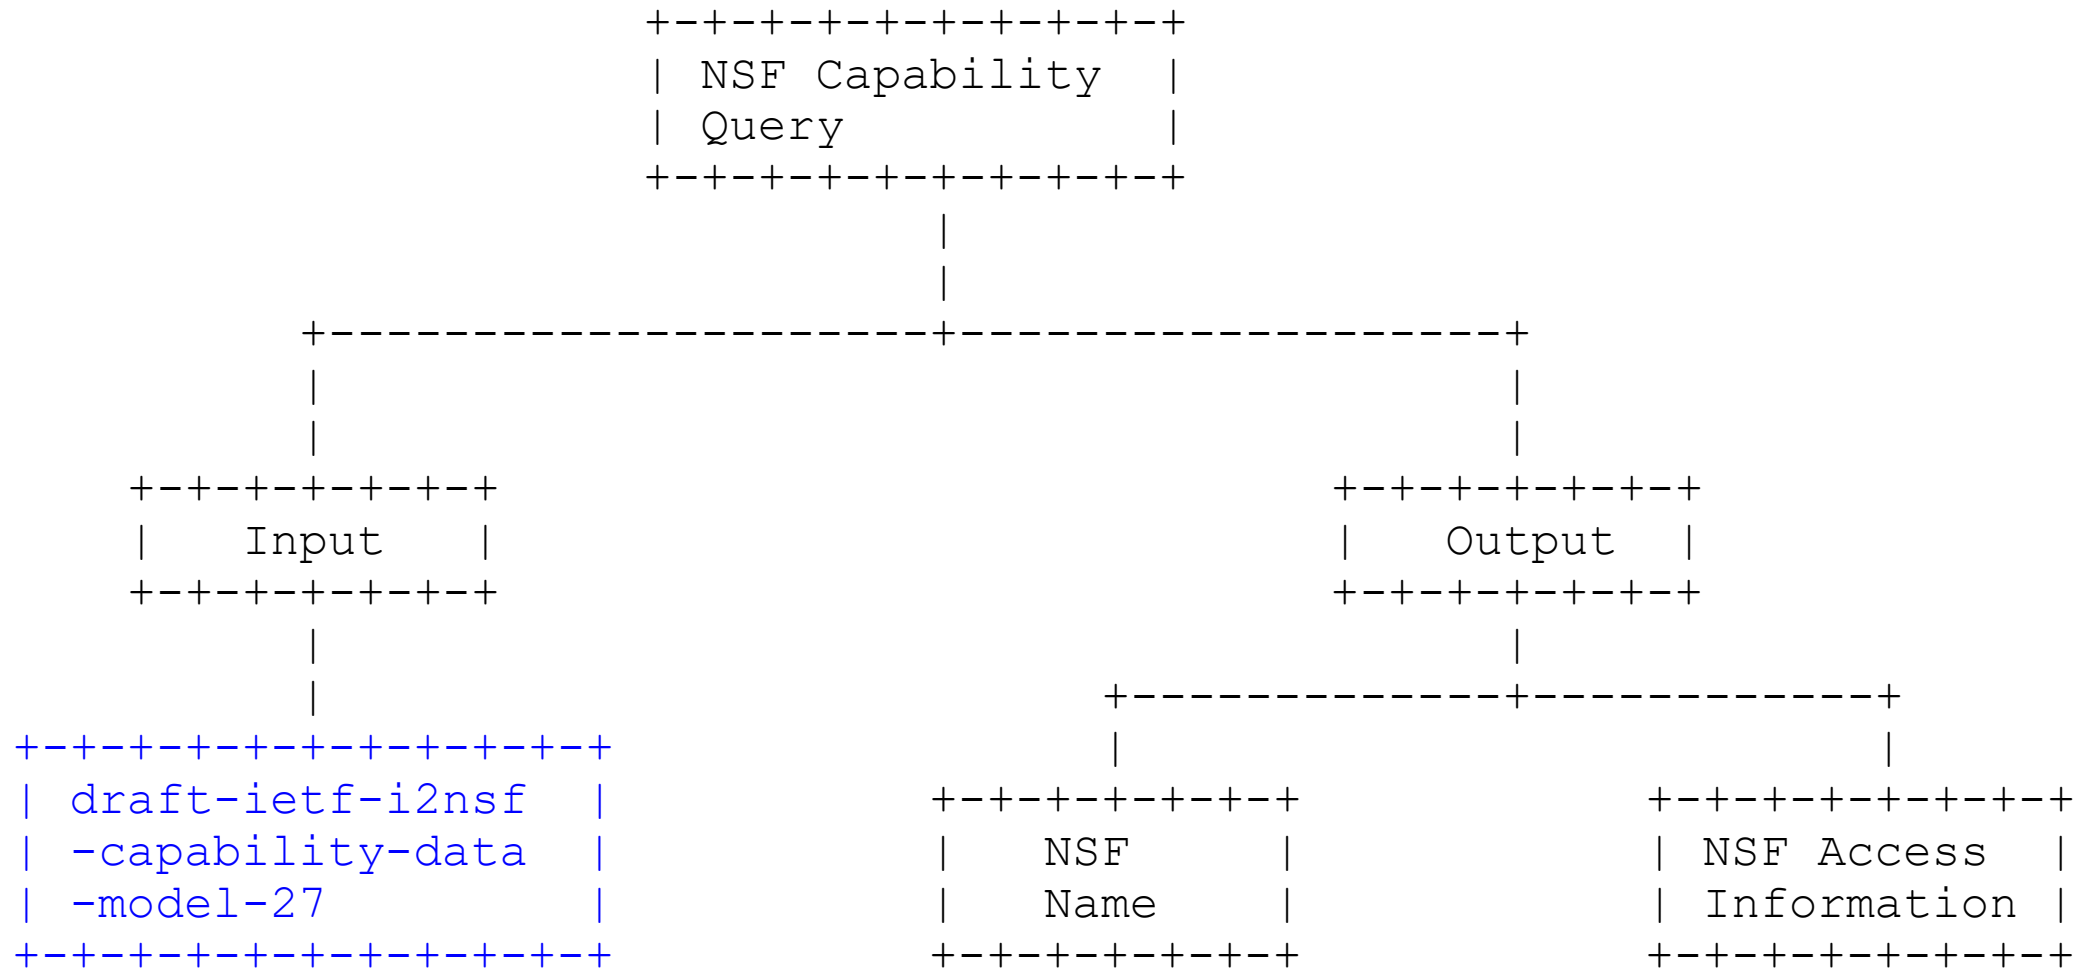 +-+-+-+-+-+-+-+-+-+
| NSF Capability  |
| Query           |
+-+-+-+-+-+-+-+-+-+
|
|
+---------------------+-------------------+
|                                         |
|                                         |
+-+-+-+-+-+-+                             +-+-+-+-+-+-+
|   Input   |                             |   Output  |
+-+-+-+-+-+-+                             +-+-+-+-+-+-+
|                                         |
|                           +-------------+------------+
+-+-+-+-+-+-+-+-+-+-+                 |                          |
| draft-ietf-i2nsf  |           +-+-+-+-+-+-+            +-+-+-+-+-+-+-+
| -capability-data  |           |   NSF     |            | NSF Access  |
| -model-27         |           |   Name    |            | Information |
+-+-+-+-+-+-+-+-+-+-+           +-+-+-+-+-+-+            +-+-+-+-+-+-+-+